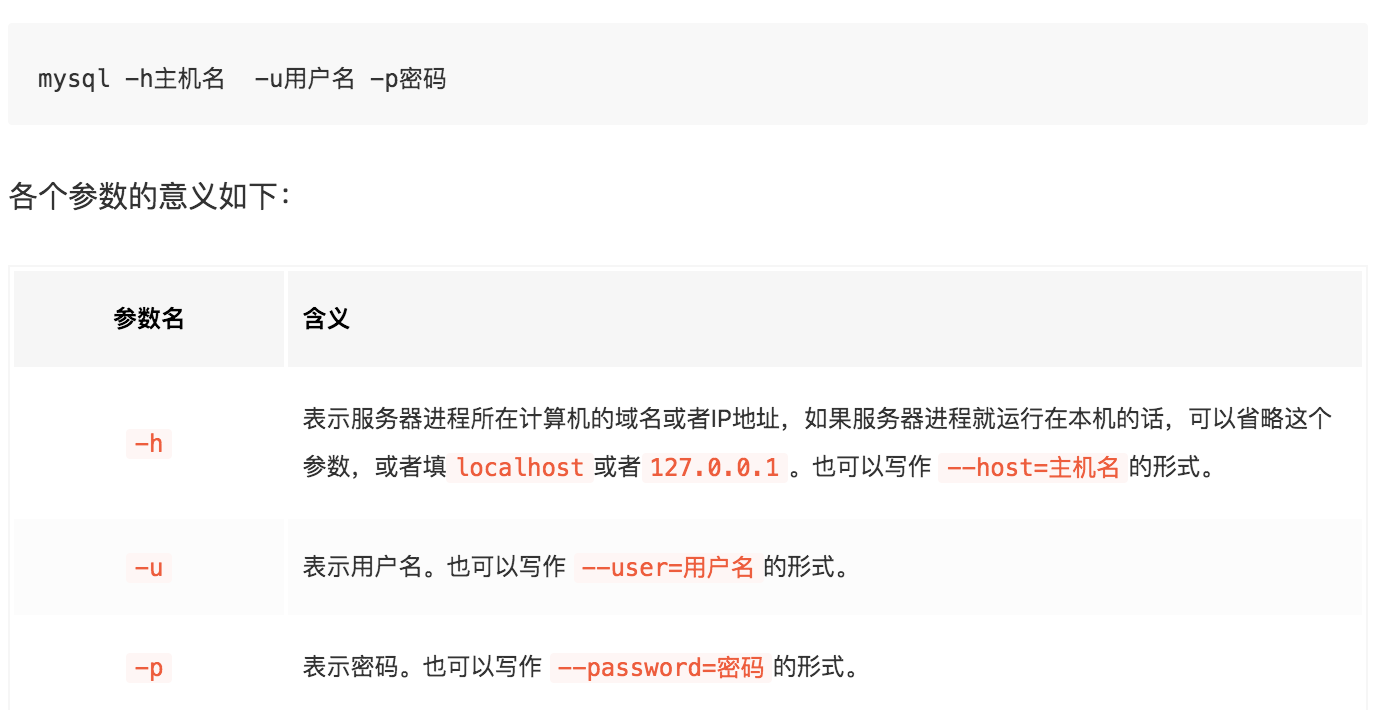 mysql -h主机名  -u用户名 -p密码
各个参数的意义如下：
参数名 含义
-h
表示服务器进程所在计算机的域名或者IP地址，如果服务器进程就运行在本机的话，可以省略这个
参数，或者填 localhost 或者 127.0.0.1 。也可以写作 --host=主机名 的形式。
-u 表示用户名。也可以写作 --user=用户名 的形式。
-p 表示密码。也可以写作 --password=密码 的形式。